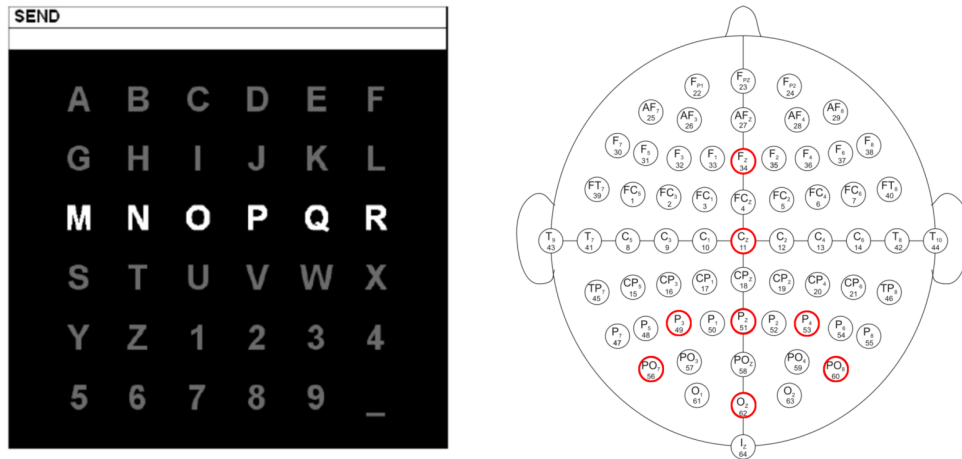 SEND
A B C D E F
G H I J K L
M N O P Q R
S T U V W X
Y Z 1 2 3 4
5 6 7 8 9 _
FP1 22 FPZ 23 FP2 24
AF7 25 AF3 26 AFZ 27 AF4 28 AF8 29
F7 30 F5 31 F3 32 F1 33 FZ 34 F2 35 F4 36 F6 37 F8 38
FT7 39 FC5 1 FC3 2 FC1 3 FCZ 4 FC2 5 FC4 6 FC6 7 FT8 40
T9 43 T7 41 C5 8 C3 9 C1 10 CZ 11 C2 12 C4 13 C6 14 T8 42 T10 44
TP7 45 CP5 15 CP3 16 CP1 17 CPZ 18 CP2 19 CP4 20 CP6 21 TP8 46
P7 47 P5 48 P3 49 P1 50 PZ 51 P2 52 P4 53 P6 54 P8 55
PO7 56 PO3 57 POZ 58 PO4 59 PO8 60
O1 61 OZ 62 O2 63
IZ 64